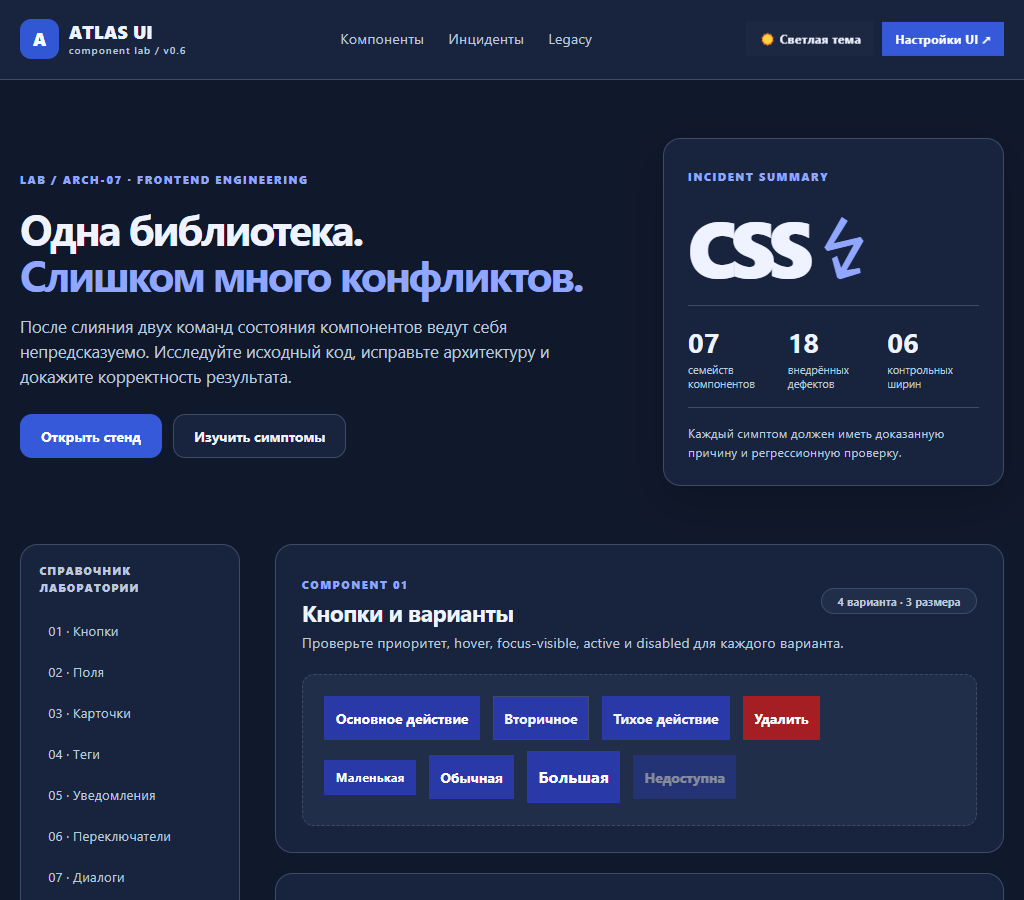 A
ATLAS UI
component lab / v0.6
Компоненты
Инциденты
Legacy
Светлая тема
Настройки UI ↗
LAB / ARCH-07 · FRONTEND ENGINEERING
Одна библиотека.
Слишком много конфликтов.
После слияния двух команд состояния компонентов ведут себя
непредсказуемо. Исследуйте исходный код, исправьте архитектуру и
докажите корректность результата.
Открыть стенд
Изучить симптомы
INCIDENT SUMMARY
CSS
07
семейств
компонентов
18
внедрённых
дефектов
06
контрольных
ширин
Каждый симптом должен иметь доказанную
причину и регрессионную проверку.
СПРАВОЧНИК
ЛАБОРАТОРИИ
01 · Кнопки
02 · Поля
03 · Карточки
04 · Теги
05 · Уведомления
06 · Переключатели
07 · Диалоги
COMPONENT 01
Кнопки и варианты
4 варианта · 3 размера
Проверьте приоритет, hover, focus-visible, active и disabled для каждого варианта.
Основное действие
Вторичное
Тихое действие
Удалить
Маленькая
Обычная
Большая
Недоступна